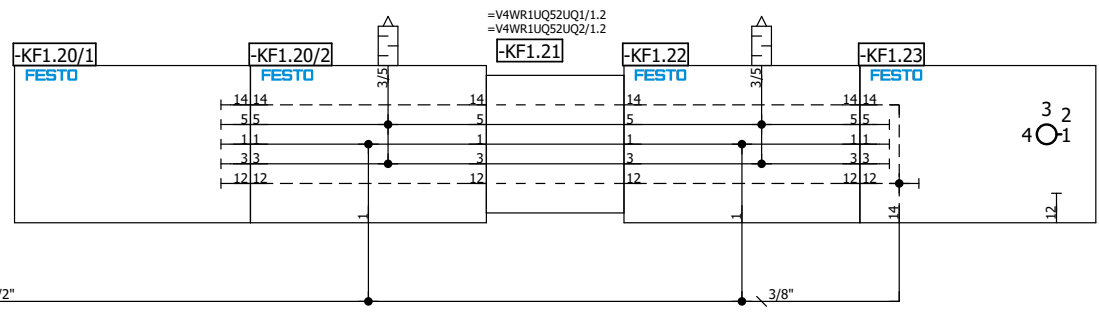 =V4WR1UQ52UQ1/1.2
=V4WR1UQ52UQ2/1.2
-KF1.20/1
-KF1.20/2
-KF1.21
-KF1.22
-KF1.23
FESTO
FESTO
FESTO
FESTO
3/5
3/5
14 14 14 14 14 14
5 5 5 5 5 5
1 1 1 1 1 1
3 3 3 3 3 3
12 12 12 12 12 12
3
2
4
1
1
1
14
12
/2"
3/8"